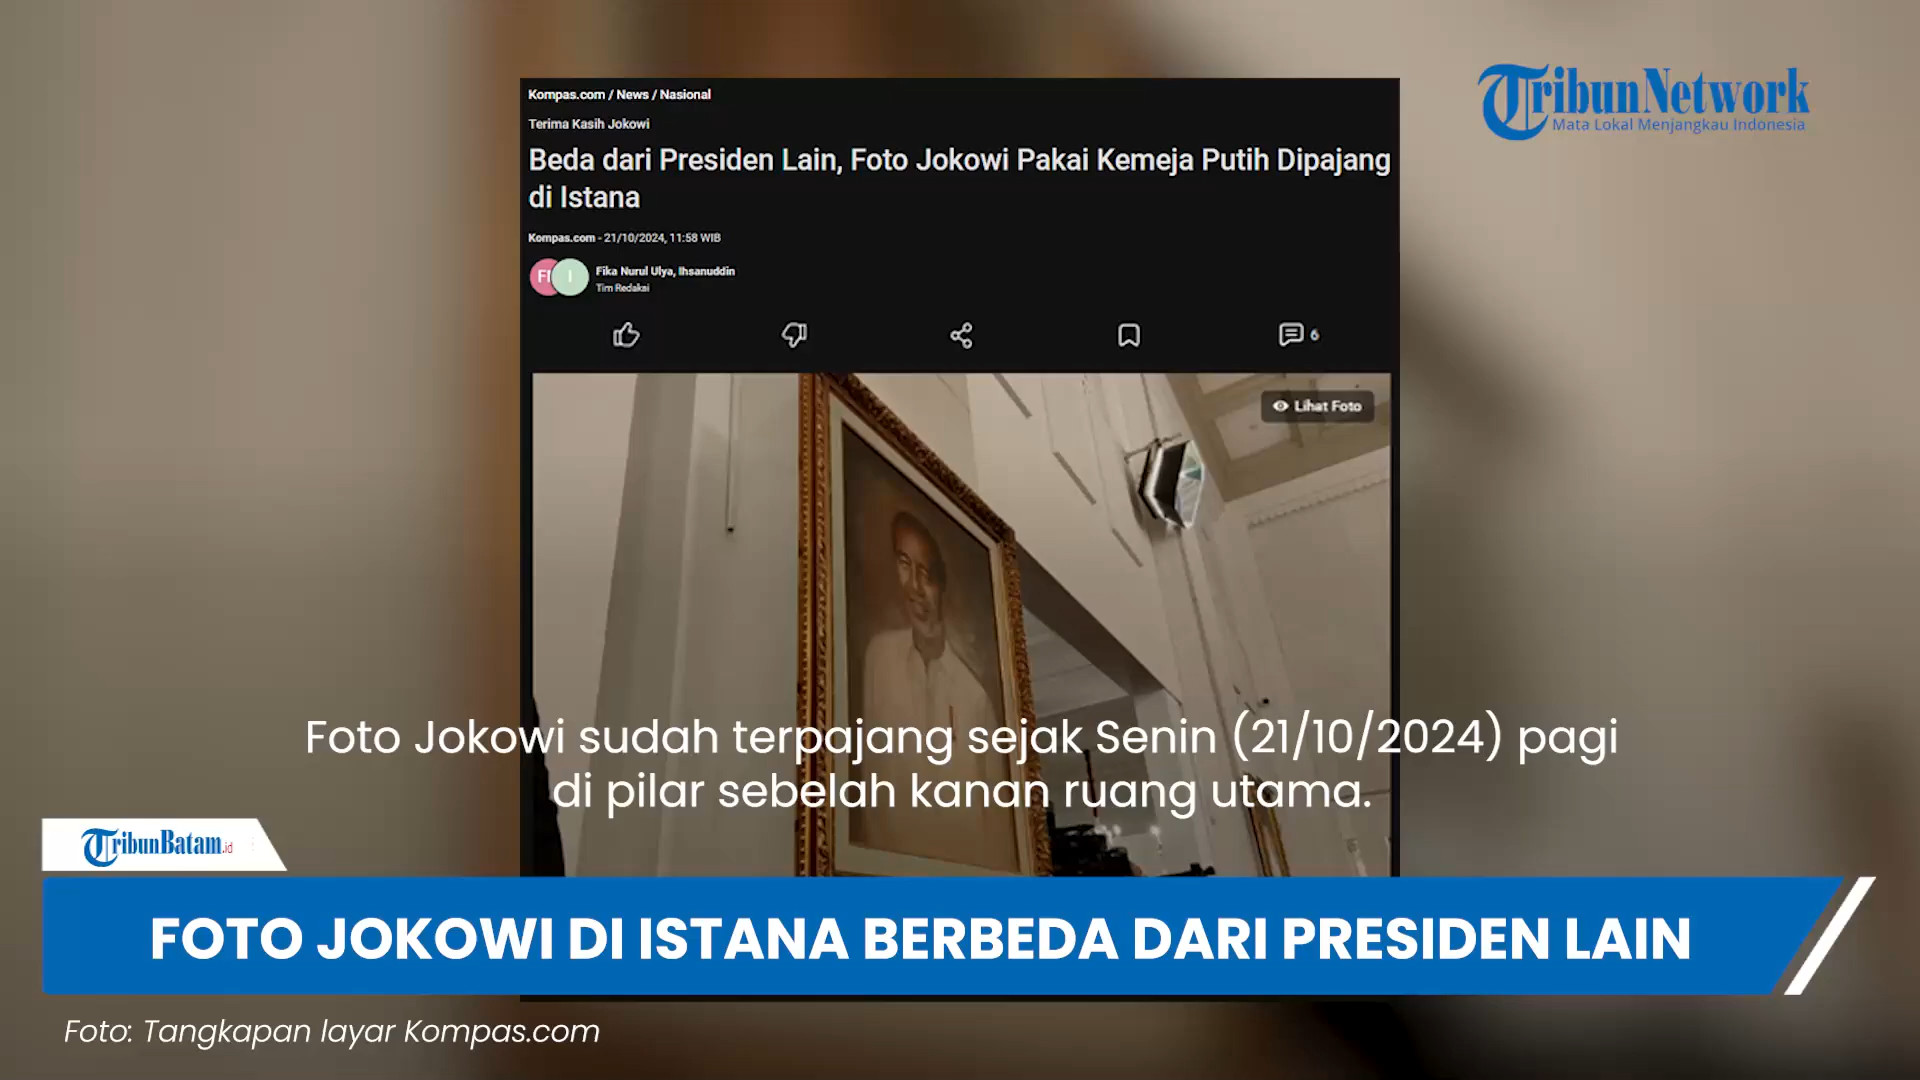 TribunNetwork
Mata Lokal Menjangkau Indonesia
Kompas.com / News / Nasional
Terima Kasih Jokowi
Beda dari Presiden Lain, Foto Jokowi Pakai Kemeja Putih Dipajang
di Istana
Kompas.com - 21/10/2024, 11:58 WIB
FI
Fika Nurul Ulya, Ihsanuddin
Tim Redaksi
6
Lihat Foto
Foto Jokowi sudah terpajang sejak Senin (21/10/2024) pagi
di pilar sebelah kanan ruang utama.
TribunBatam.id
FOTO JOKOWI DI ISTANA BERBEDA DARI PRESIDEN LAIN
Foto: Tangkapan layar Kompas.com